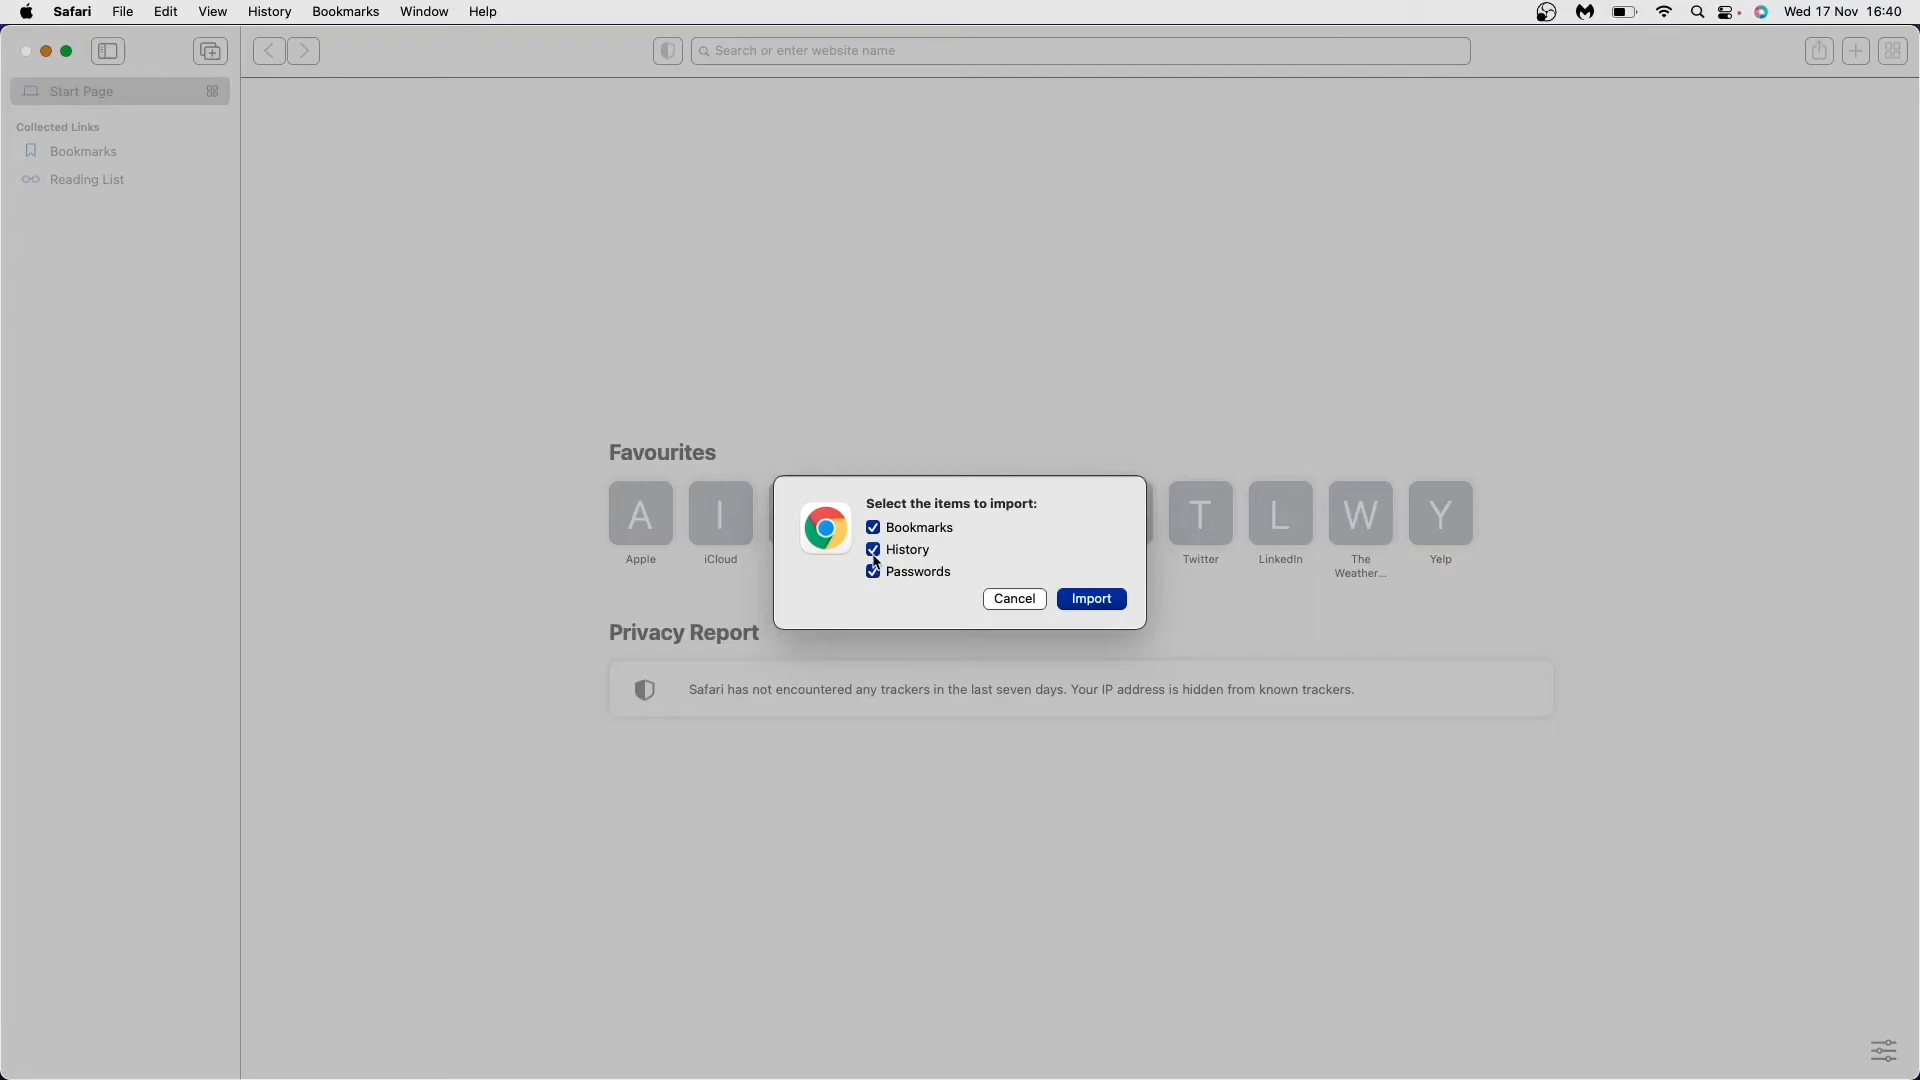 Safari File Edit View History Bookmarks Window Help Wed 17 Nov 16:40
Search or enter website name
Start Page
Collected Links
Bookmarks
Reading List
Favourites
A I T L W Y
Apple iCloud Twitter LinkedIn The Weather... Yelp
Select the items to import:
Bookmarks
History
Passwords
Cancel Import
Privacy Report
Safari has not encountered any trackers in the last seven days. Your IP address is hidden from known trackers.